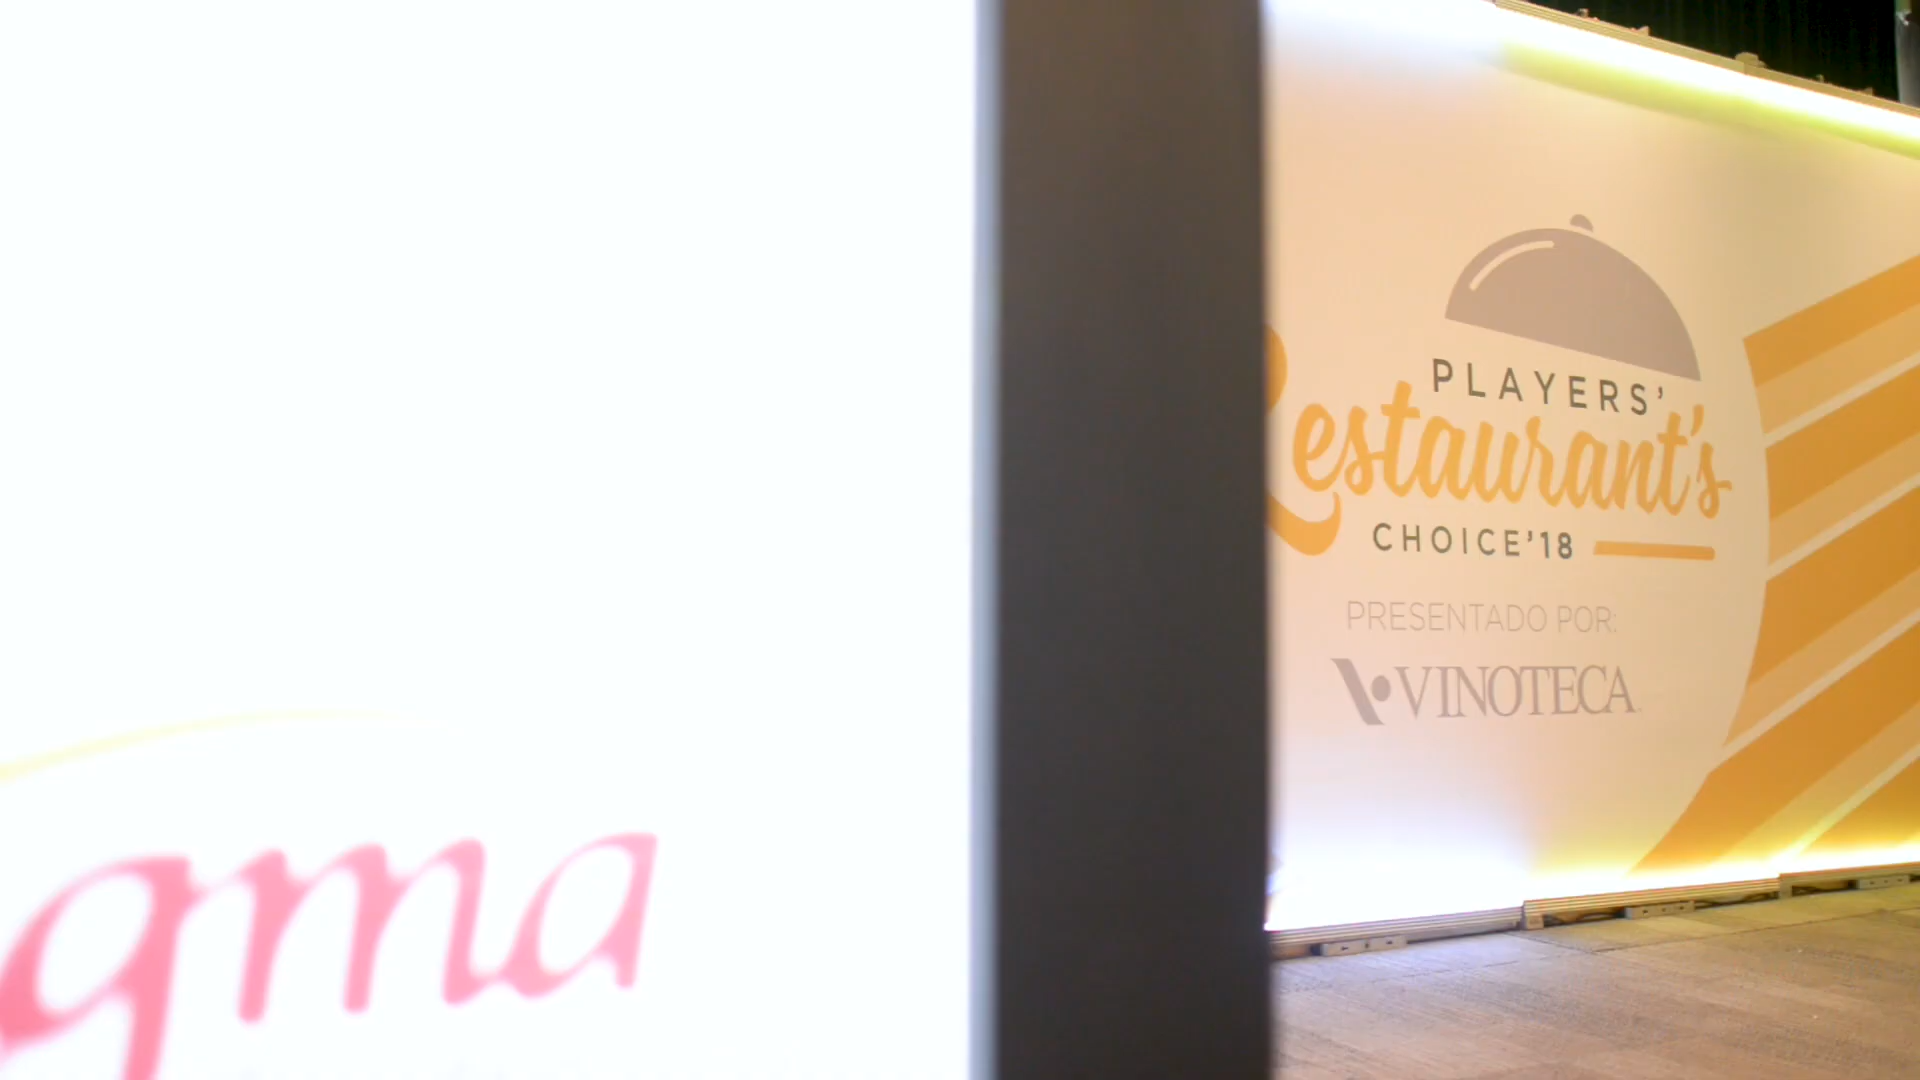 gma
PLAYERS'
Restaurant's
CHOICE'18
PRESENTADO POR:
VINOTECA